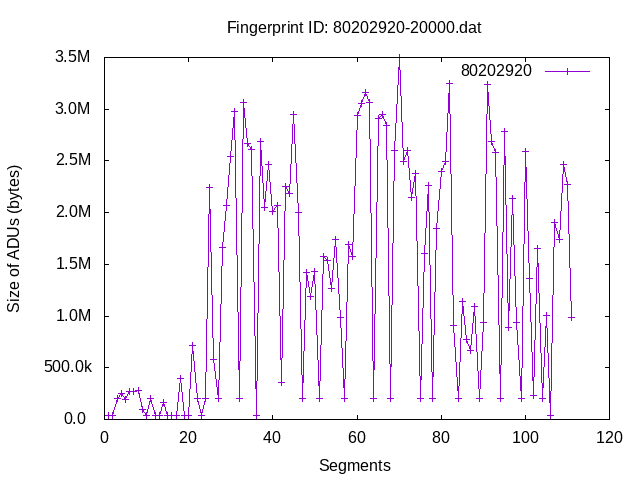 Fingerprint ID: 80202920-20000.dat
80202920
3.5M
3.0M
2.5M
2.0M
1.5M
1.0M
500.0k
0.0
Size of ADUs (bytes)
0 20 40 60 80 100 120
Segments